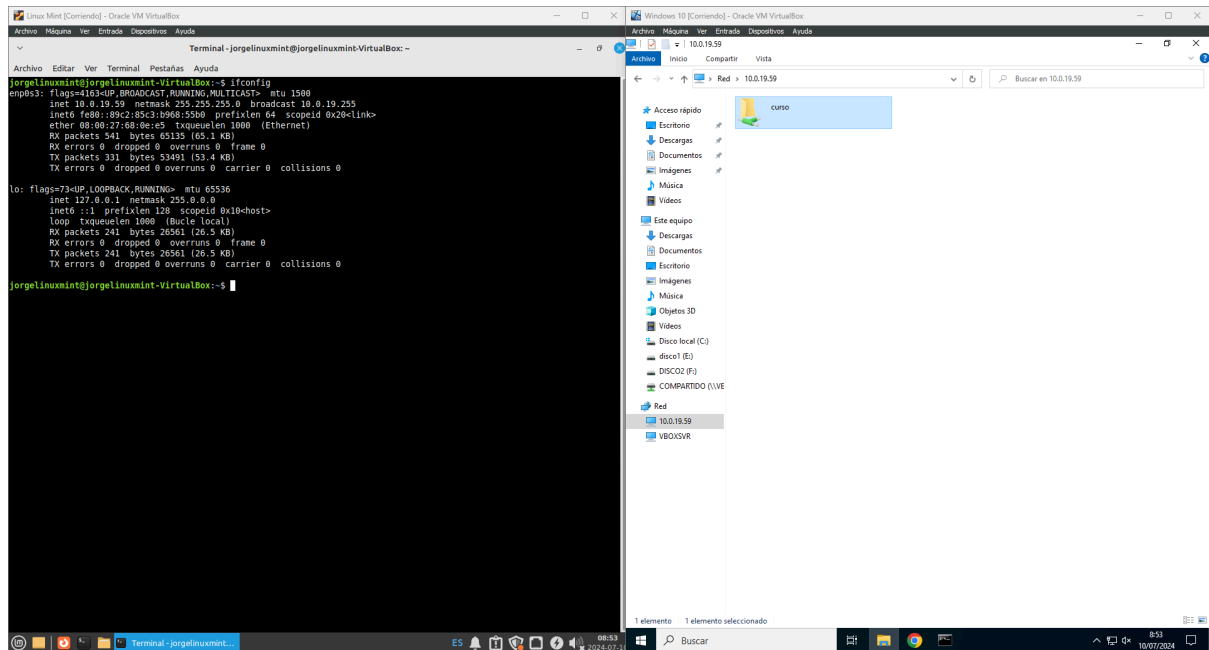 Linux Mint [Corriendo] - Oracle VM VirtualBox
Archivo Máquina Ver Entrada Dispositivos Ayuda
Terminal - jorgelinuxmint@jorgelinuxmint-VirtualBox: ~
Archivo Editar Ver Terminal Pestañas Ayuda
jorgelinuxmint@jorgelinuxmint-VirtualBox:~$ ifconfig
enp0s3: flags=4163<UP,BROADCAST,RUNNING,MULTICAST> mtu 1500
inet 10.0.19.59 netmask 255.255.255.0 broadcast 10.0.19.255
inet6 fe80::89c2:85c3:b968:55b0 prefixlen 64 scopeid 0x20<link>
ether 08:00:27:68:0e:e5 txqueuelen 1000 (Ethernet)
RX packets 541 bytes 65135 (65.1 KB)
RX errors 0 dropped 0 overruns 0 frame 0
TX packets 331 bytes 53491 (53.4 KB)
TX errors 0 dropped 0 overruns 0 carrier 0 collisions 0
lo: flags=73<UP,LOOPBACK,RUNNING> mtu 65536
inet 127.0.0.1 netmask 255.0.0.0
inet6 ::1 prefixlen 128 scopeid 0x10<host>
loop txqueuelen 1000 (Bucle local)
RX packets 241 bytes 26561 (26.5 KB)
RX errors 0 dropped 0 overruns 0 frame 0
TX packets 241 bytes 26561 (26.5 KB)
TX errors 0 dropped 0 overruns 0 carrier 0 collisions 0
jorgelinuxmint@jorgelinuxmint-VirtualBox:~$
Terminal - jorgelinuxmint...
ES
08:53
Windows 10 [Corriendo] - Oracle VM VirtualBox
Archivo Máquina Ver Entrada Dispositivos Ayuda
10.0.19.59
Archivo Inicio Compartir Vista
Red > 10.0.19.59
Buscar en 10.0.19.59
Acceso rápido
Escritorio
Descargas
Documentos
Imágenes
Música
Vídeos
Este equipo
Descargas
Documentos
Escritorio
Imágenes
Música
Objetos 3D
Vídeos
Disco local (C:)
disco1 (E:)
DISCO2 (F:)
COMPARTIDO (\\VE
Red
10.0.19.59
VBOXSVR
curso
1 elemento 1 elemento seleccionado
Buscar
8:53
10/07/2024